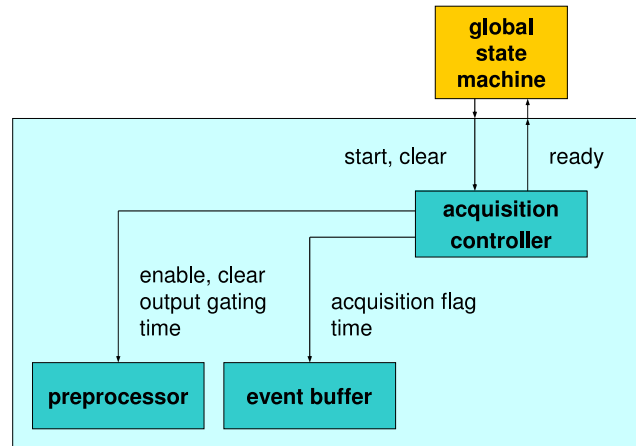 global
state
machine
start, clear
ready
acquisition
controller
enable, clear
output gating
time
acquisition flag
time
preprocessor
event buffer